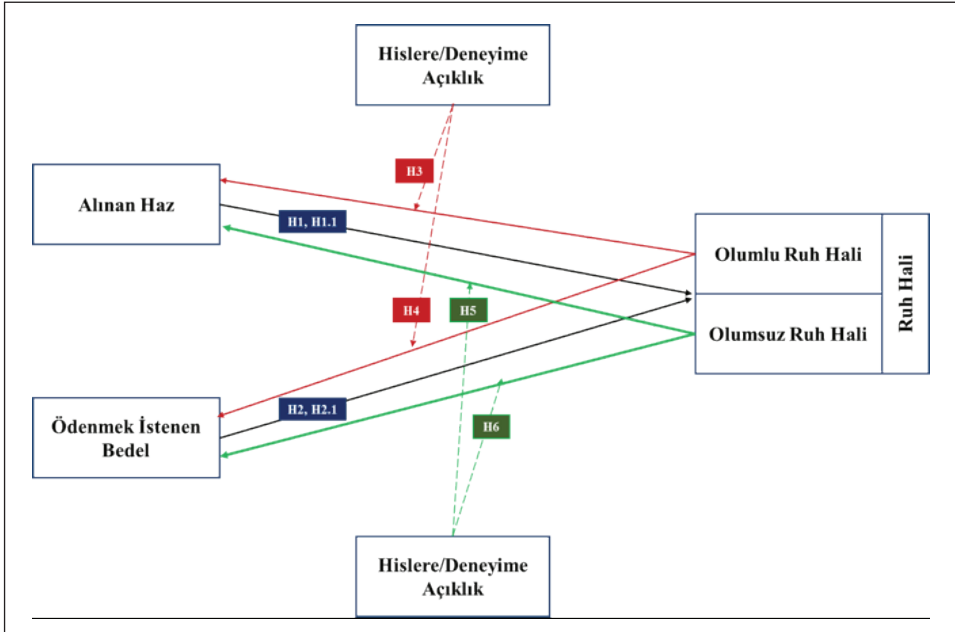 Hislere/Deneyime
Açıklık
H3
Alınan Haz
H1, H1.1
Olumlu Ruh Hali
Ruh Hali
H4
H5
Olumsuz Ruh Hali
Ödenmek İstenen
Bedel
H2, H2.1
H6
Hislere/Deneyime
Açıklık